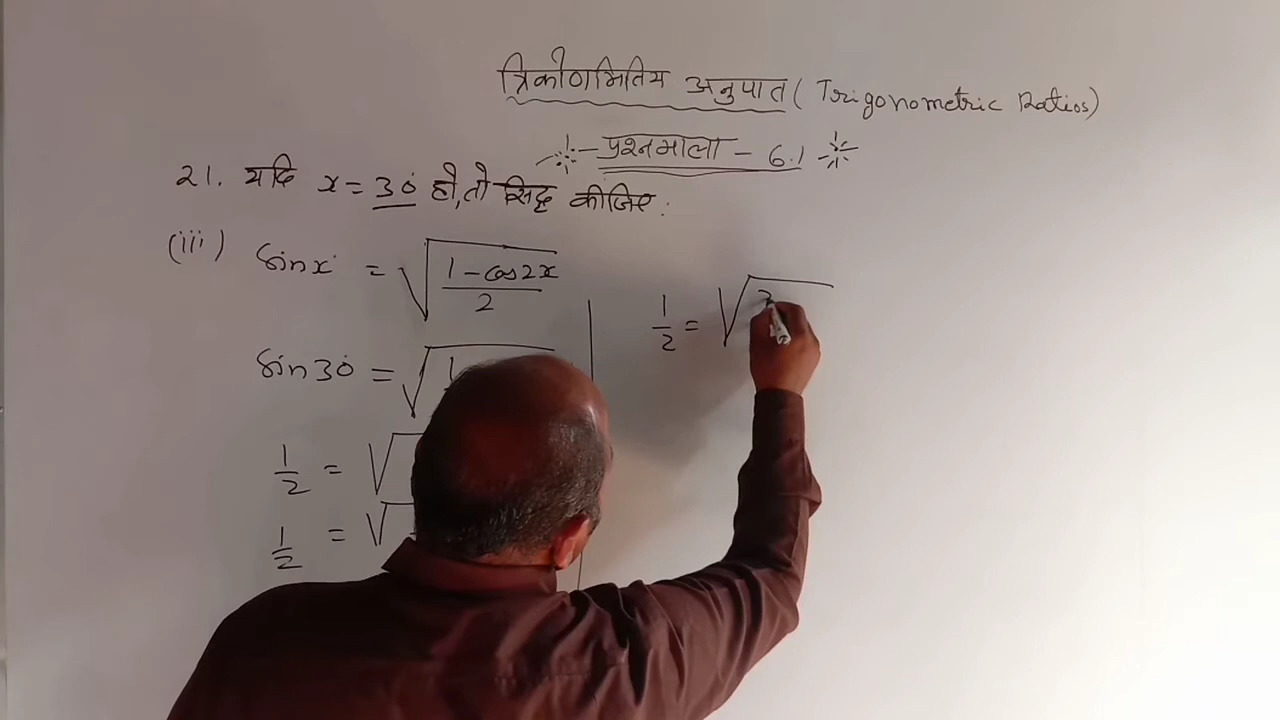 त्रिकोणमितिय अनुपात (Trigonometric Ratios)
प्रश्नमाला - 6.1
21. यदि x = 30° हो, तो सिद्ध कीजिए :
(iii) sin x = √((1 - cos2x)/2)
sin 30° = √
1/2 = √
1/2 = √
1/2 = √